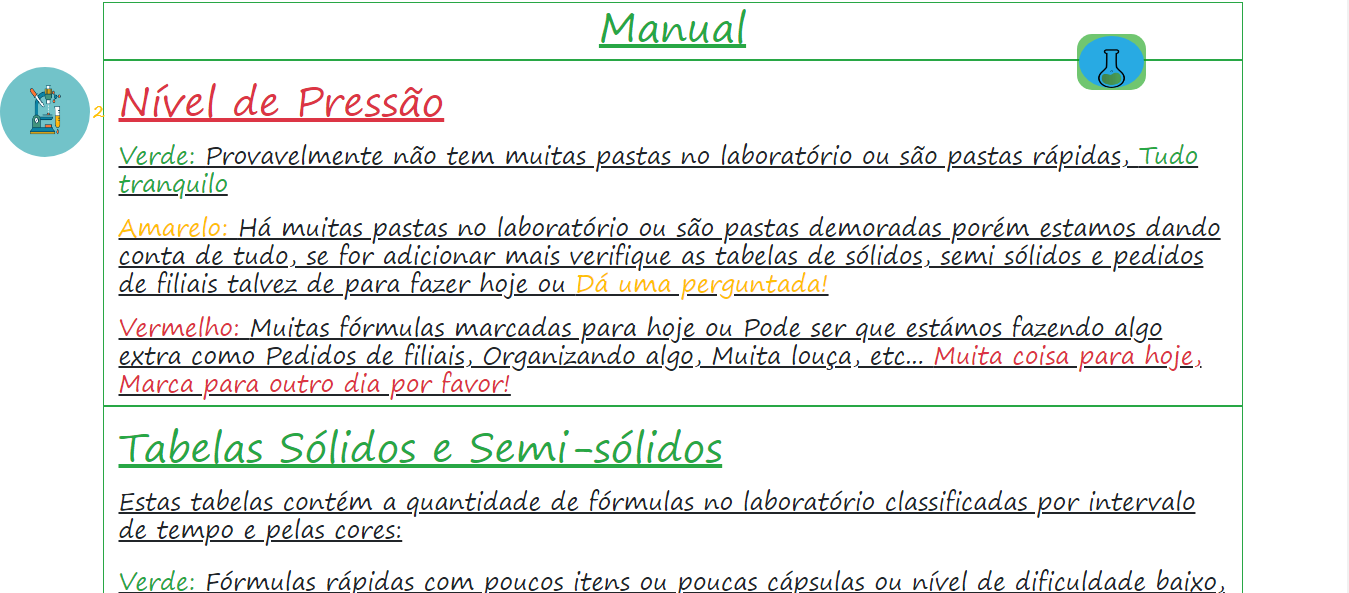 Manual
2
Nível de Pressão
Verde: Provavelmente não tem muitas pastas no laboratório ou são pastas rápidas, Tudo
tranquilo
Amarelo: Há muitas pastas no laboratório ou são pastas demoradas porém estamos dando
conta de tudo, se for adicionar mais verifique as tabelas de sólidos, semi sólidos e pedidos
de filiais talvez de para fazer hoje ou Dá uma perguntada!
Vermelho: Muitas fórmulas marcadas para hoje ou Pode ser que estámos fazendo algo
extra como Pedidos de filiais, Organizando algo, Muita louça, etc... Muita coisa para hoje,
Marca para outro dia por favor!
Tabelas Sólidos e Semi-sólidos
Estas tabelas contém a quantidade de fórmulas no laboratório classificadas por intervalo
de tempo e pelas cores:
Verde: Fórmulas rápidas com poucos itens ou poucas cápsulas ou nível de dificuldade baixo,